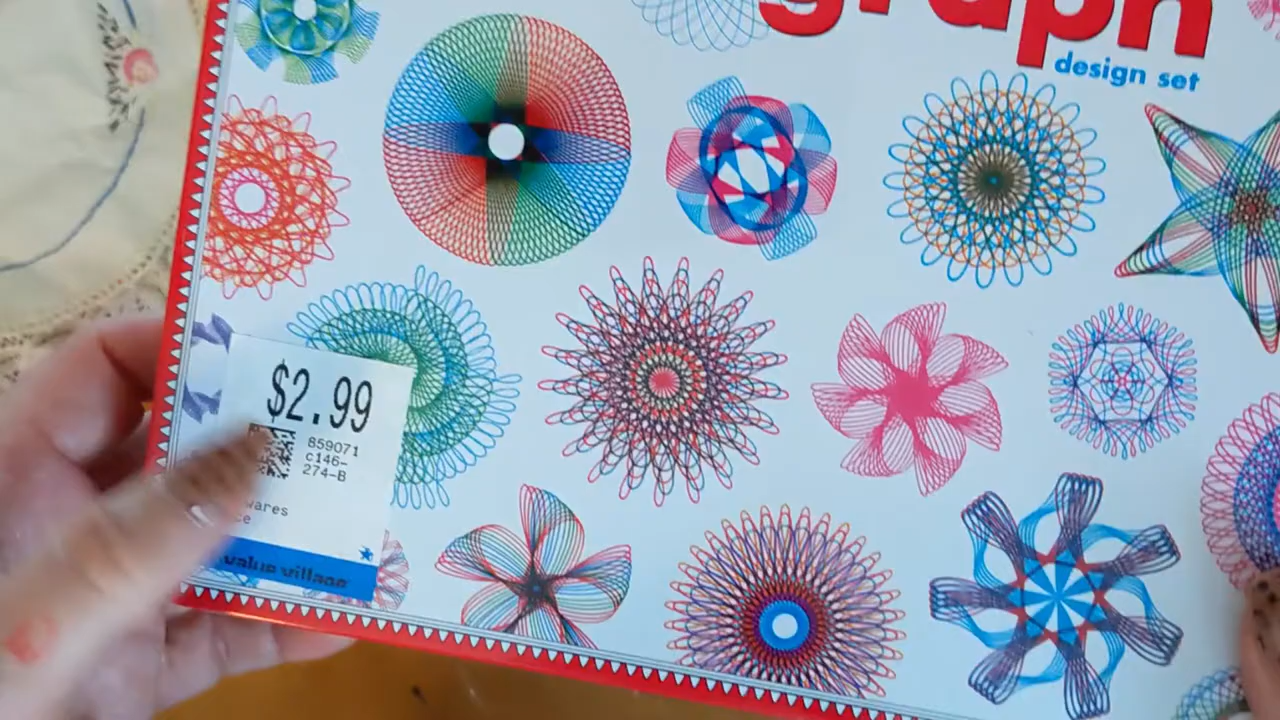 graph
design set
$2.99
859071
c146-
274-B
wares
value village